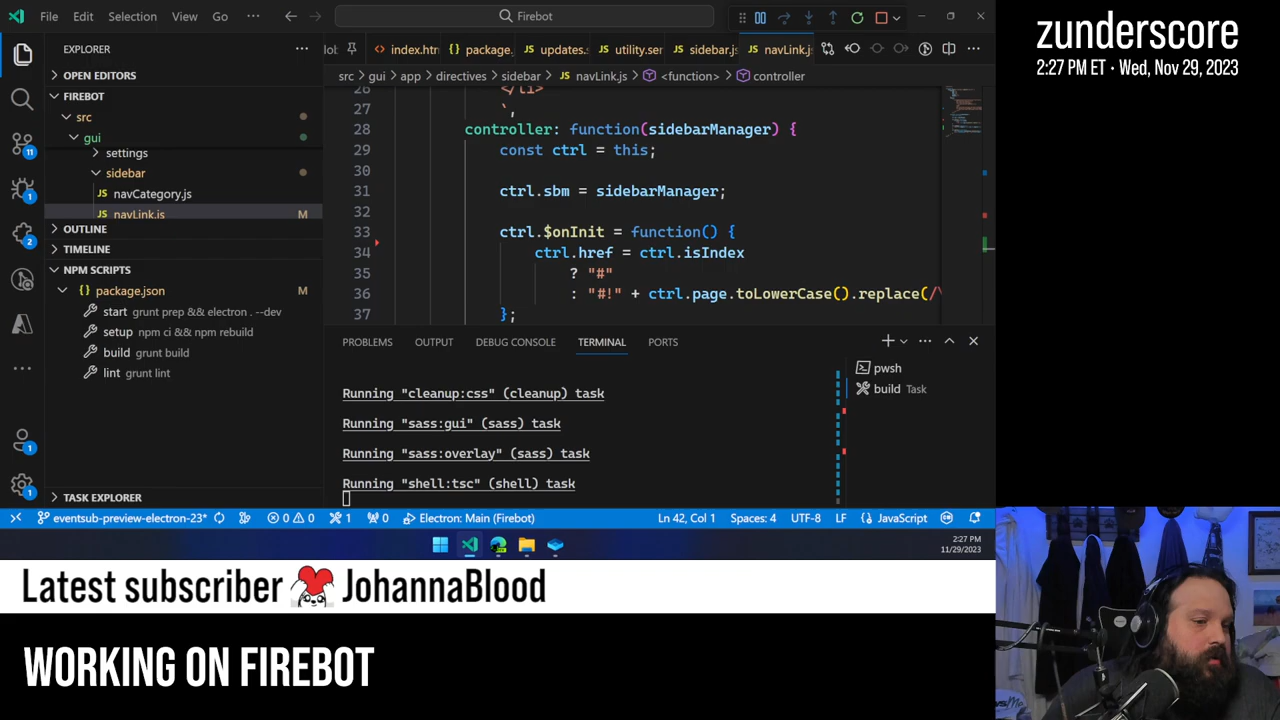 File Edit Selection View Go
Firebot
zunderscore
2:27 PM ET · Wed, Nov 29, 2023
EXPLORER
index.htm
package.
updates.s
utility.ser
sidebar.js
navLink.js
src > gui > app > directives > sidebar > navLink.js > <function> > controller
OPEN EDITORS
FIREBOT
src
gui
settings
sidebar
navCategory.js
navLink.js M
OUTLINE
TIMELINE
NPM SCRIPTS
package.json M
start grunt prep && electron . --dev
setup npm ci && npm rebuild
build grunt build
lint grunt lint
TASK EXPLORER
26 </li>
27 `,
28 controller: function(sidebarManager) {
29 const ctrl = this;
30
31 ctrl.sbm = sidebarManager;
32
33 ctrl.$onInit = function() {
34 ctrl.href = ctrl.isIndex
35 ? "#"
36 : "#!" + ctrl.page.toLowerCase().replace(/\
37 };
PROBLEMS OUTPUT DEBUG CONSOLE TERMINAL PORTS
pwsh
build Task
Running "cleanup:css" (cleanup) task
Running "sass:gui" (sass) task
Running "sass:overlay" (sass) task
Running "shell:tsc" (shell) task
11
1
2
1
1
eventsub-preview-electron-23* 0 0 1 0 Electron: Main (Firebot) Ln 42, Col 1 Spaces: 4 UTF-8 LF {} JavaScript
2:27 PM
11/29/2023
Latest subscriber JohannaBlood
WORKING ON FIREBOT